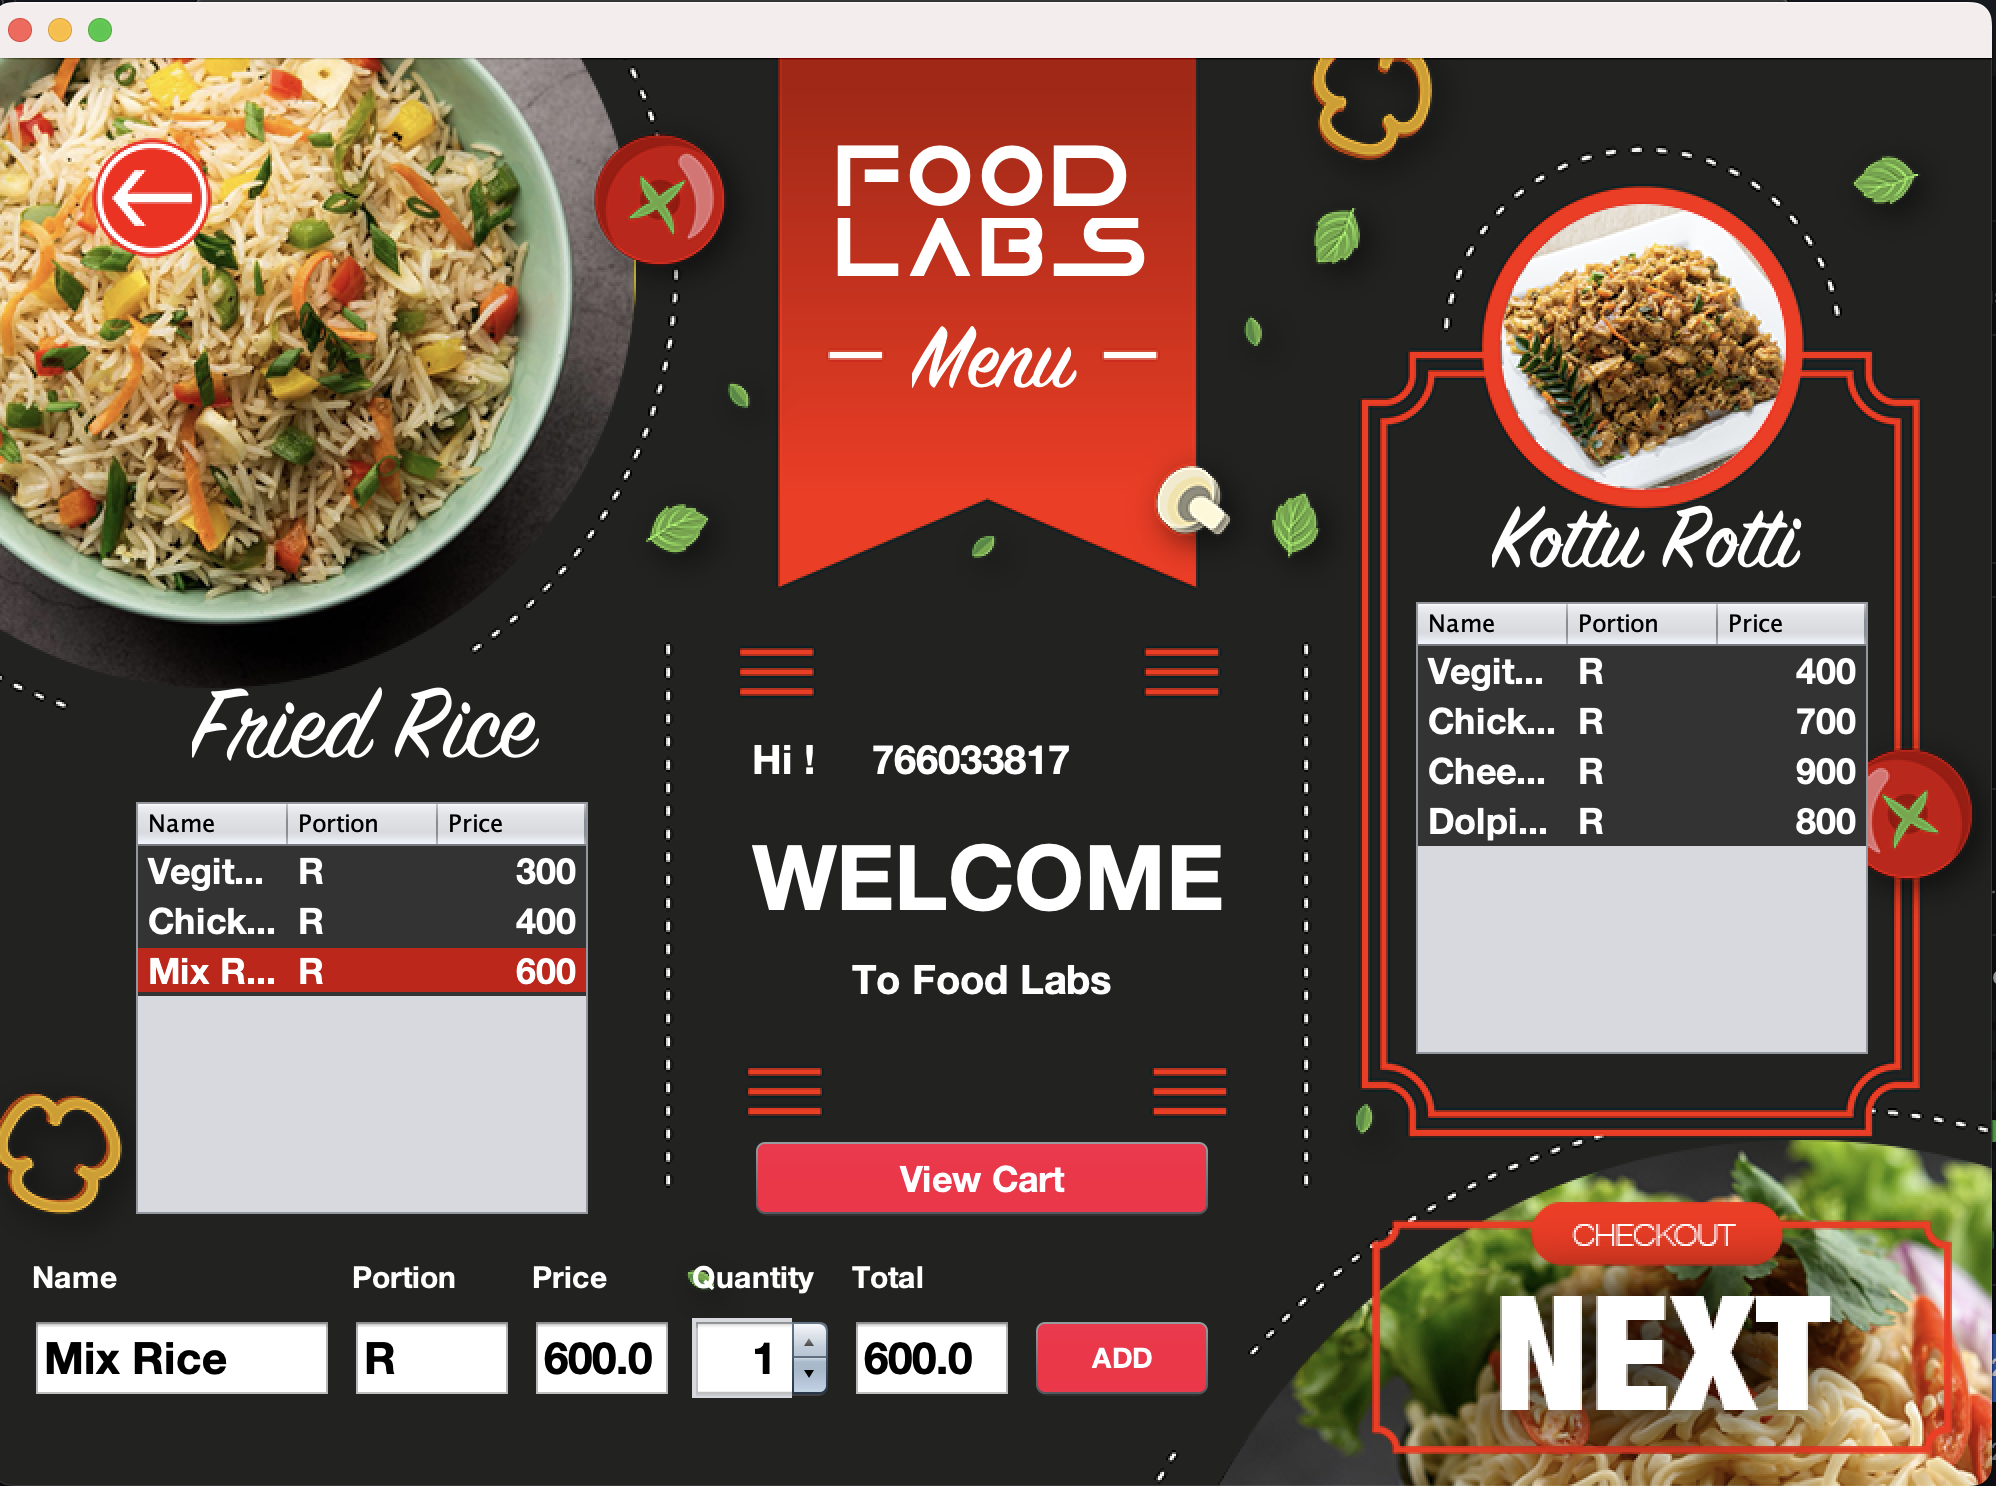 FOOD
LABS
Menu
Fried Rice
Name Portion Price
Vegit... R 300
Chick... R 400
Mix R... R 600
Hi ! 766033817
WELCOME
To Food Labs
View Cart
Kottu Rotti
Name Portion Price
Vegit... R 400
Chick... R 700
Chee... R 900
Dolpi... R 800
Name Portion Price Quantity Total
Mix Rice R 600.0 1 600.0 ADD
CHECKOUT
NEXT